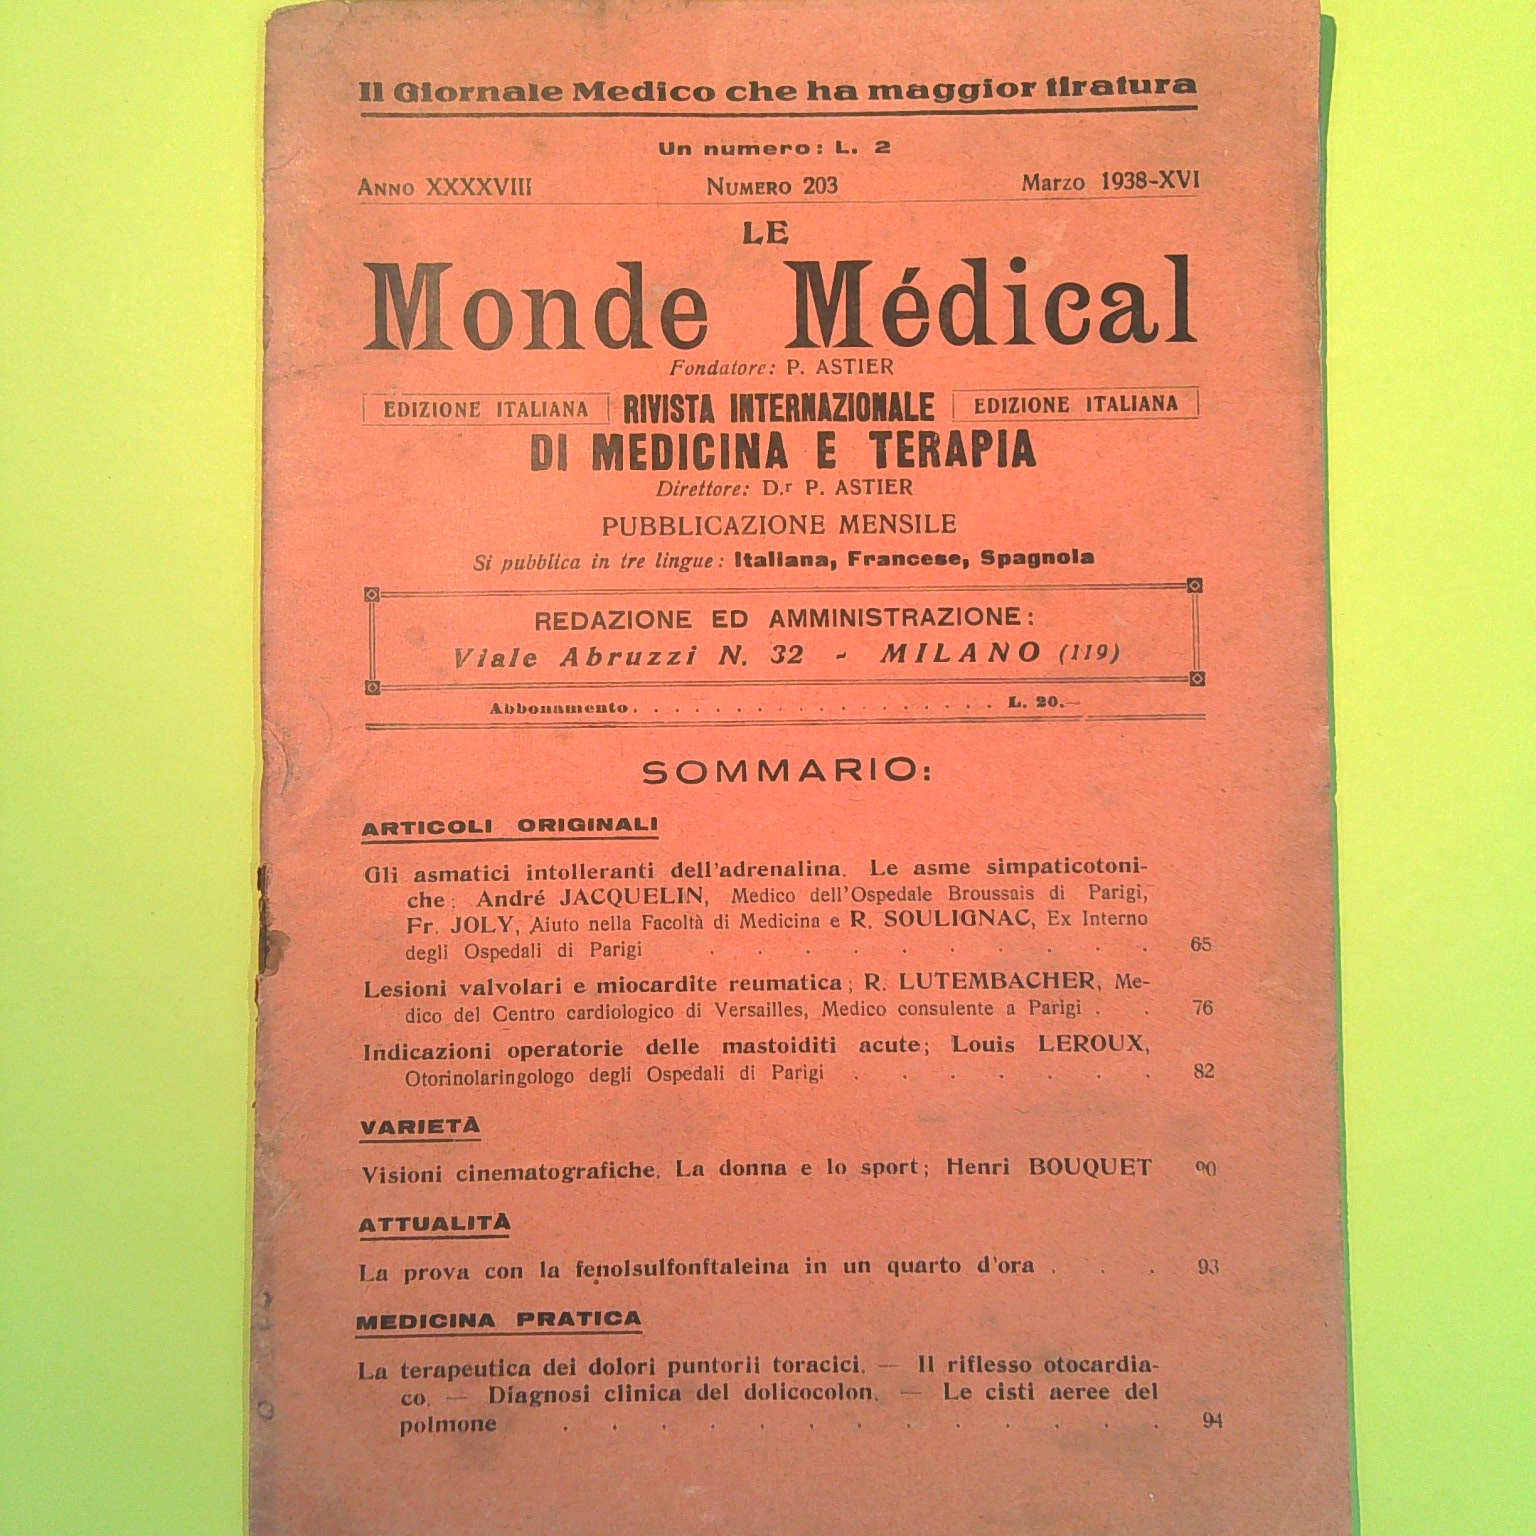 Il Giornale Medico che ha maggior tiratura
Un numero: L. 2
Anno XXXXVIII Numero 203 Marzo 1938-XVI
LE
Monde Médical
Fondatore: P. ASTIER
EDIZIONE ITALIANA RIVISTA INTERNAZIONALE EDIZIONE ITALIANA
DI MEDICINA E TERAPIA
Direttore: D.r P. ASTIER
PUBBLICAZIONE MENSILE
Si pubblica in tre lingue: Italiana, Francese, Spagnola
REDAZIONE ED AMMINISTRAZIONE:
Viale Abruzzi N. 32 - MILANO (119)
Abbonamento. . . . . . . . . . . . . . . . . . L. 20.—
SOMMARIO:
ARTICOLI ORIGINALI
Gli asmatici intolleranti dell'adrenalina. Le asme simpaticotoni-
che; André JACQUELIN, Medico dell'Ospedale Broussais di Parigi,
Fr. JOLY, Aiuto nella Facoltà di Medicina e R. SOULIGNAC, Ex Interno
degli Ospedali di Parigi . . . . . . . . . . . . 65
Lesioni valvolari e miocardite reumatica; R. LUTEMBACHER, Me-
dico del Centro cardiologico di Versailles, Medico consulente a Parigi . . 76
Indicazioni operatorie delle mastoiditi acute; Louis LEROUX,
Otorinolaringologo degli Ospedali di Parigi . . . . . . . 82
VARIETÀ
Visioni cinematografiche. La donna e lo sport; Henri BOUQUET 90
ATTUALITÀ
La prova con la fenolsulfonftaleina in un quarto d'ora . . . 93
MEDICINA PRATICA
La terapeutica dei dolori puntorii toracici. — Il riflesso otocardia-
co. — Diagnosi clinica del dolicocolon. — Le cisti aeree del
polmone . . . . . . . . . . . . . 94